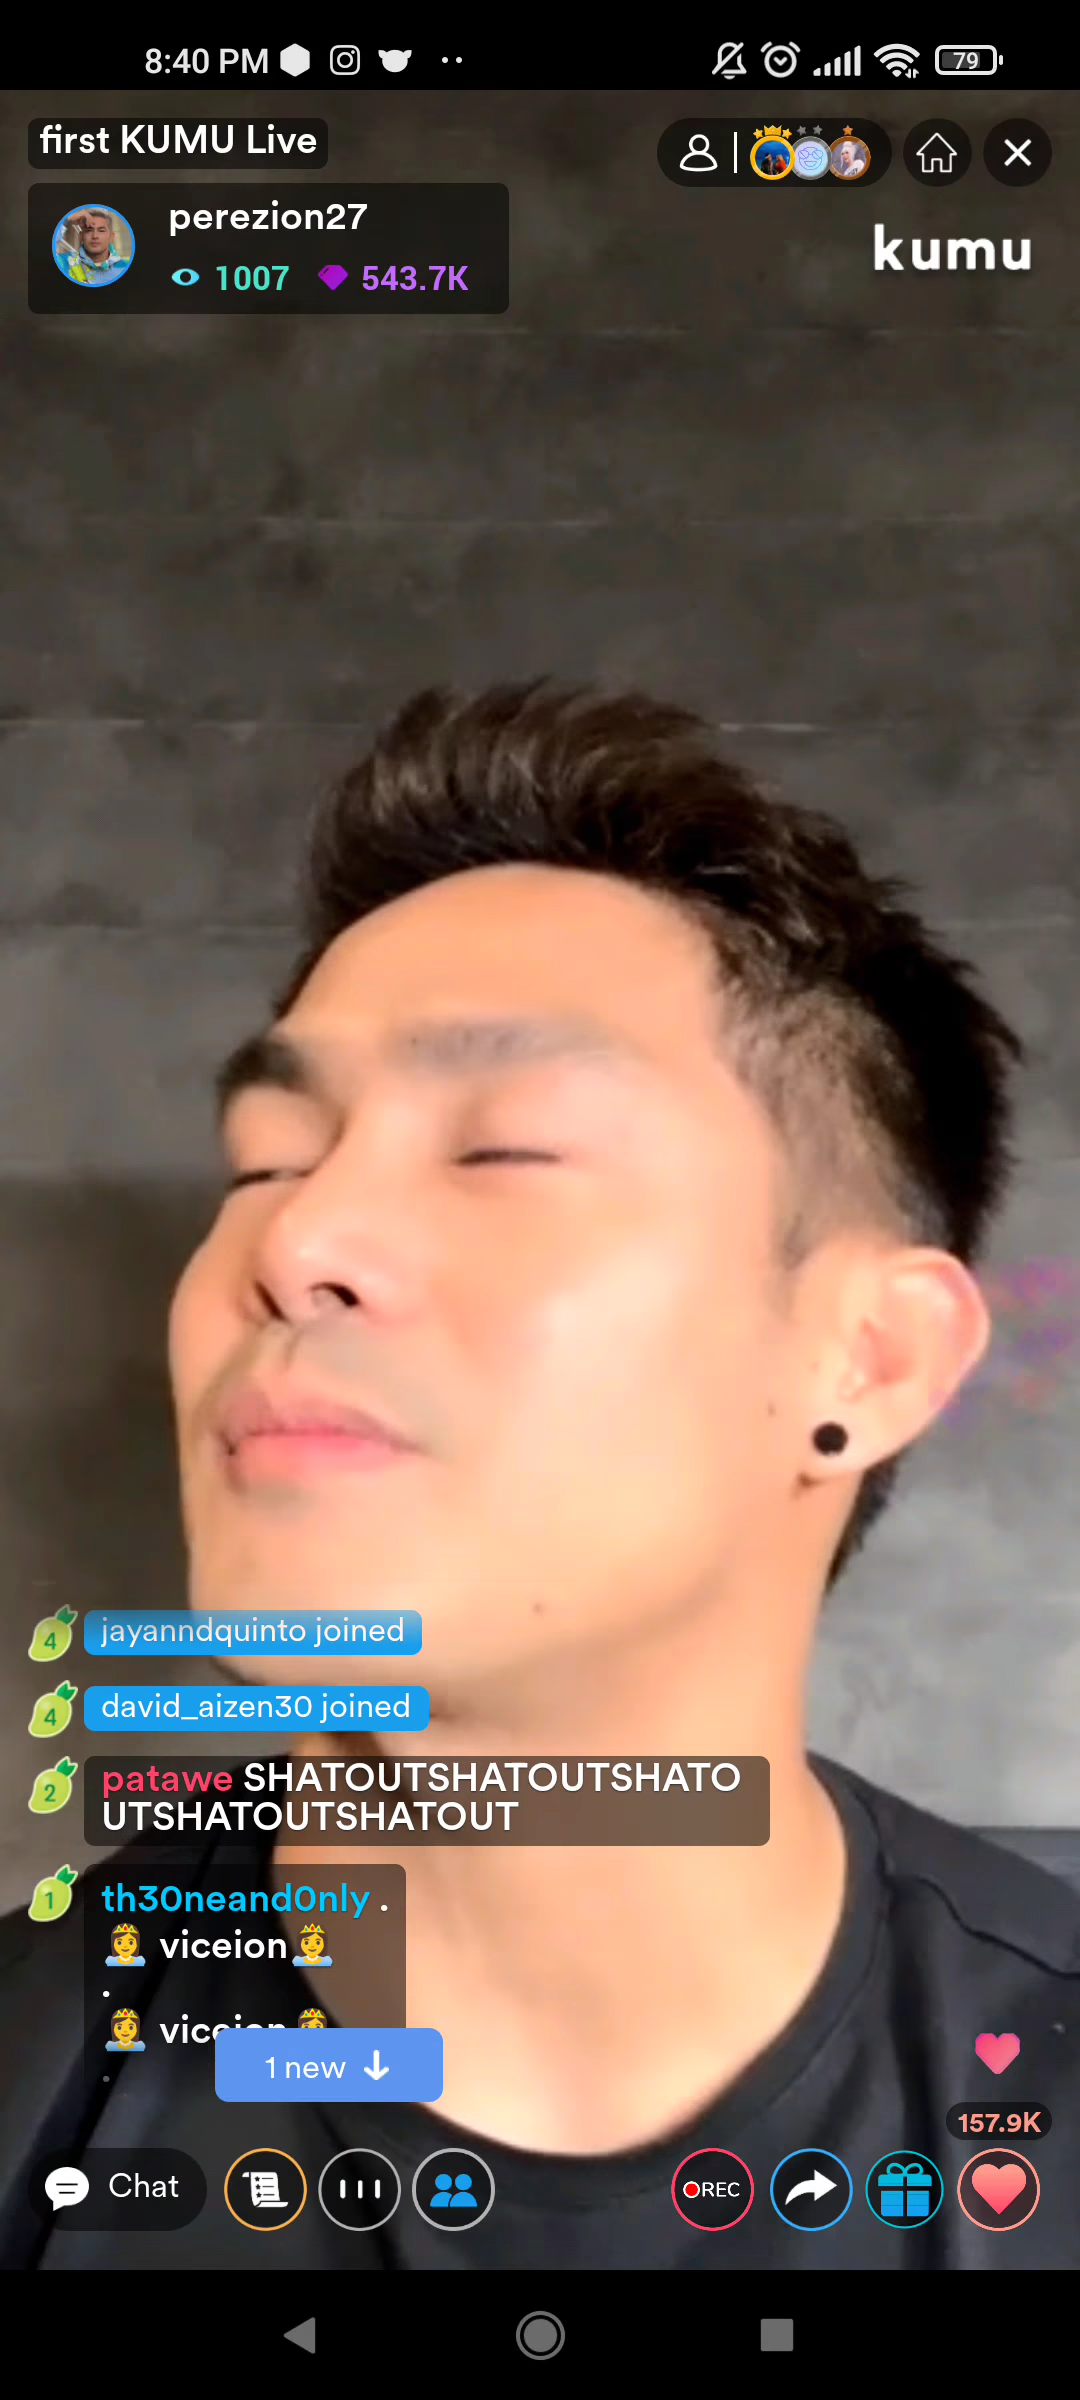 8:40 PM
79
first KUMU Live
perezion27
1007 543.7K
kumu
4 jayanndquinto joined
4 david_aizen30 joined
2 patawe SHATOUTSHATOUTSHATO
UTSHATOUTSHATOUT
1 th30neand0nly .
👸 viceion👸
.
👸 viceion👸
.
1 new ↓
157.9K
Chat
REC